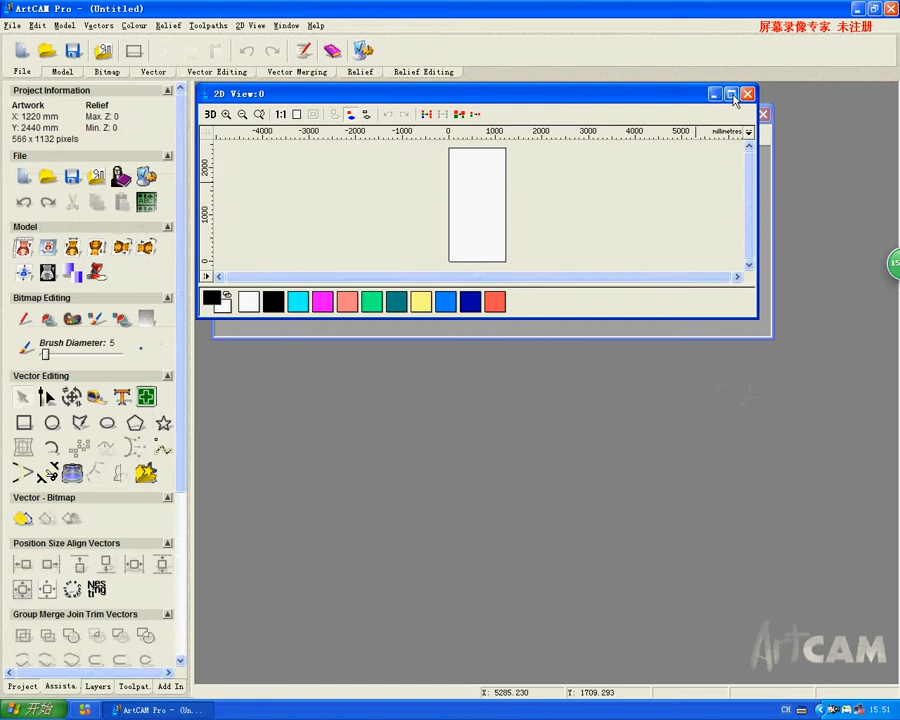 ArtCAM Pro - (Untitled)
File Edit Model Vectors Colour Relief Toolpaths 2D View Window Help
屏幕录像专家 未注册
File Model Bitmap Vector Vector Editing Vector Merging Relief Relief Editing
Project Information
Artwork Relief
X: 1220 mm Max. Z: 0
Y: 2440 mm Min. Z: 0
566 x 1132 pixels
File
ABC
Model
Bitmap Editing
Brush Diameter: 5
Vector Editing
Vector - Bitmap
Position Size Align Vectors
Nes
ting
Group Merge Join Trim Vectors
Project Assista. Layers Toolpat. Add In
2D View:0
3D 1:1
-4000 -3000 -2000 -1000 0 1000 2000 3000 4000 5000 millimetres
2000
1000
0
15
ArtCAM
X: 5285.230 Y: 1709.293
开始 ArtCAM Pro - (Un... CH 15:51